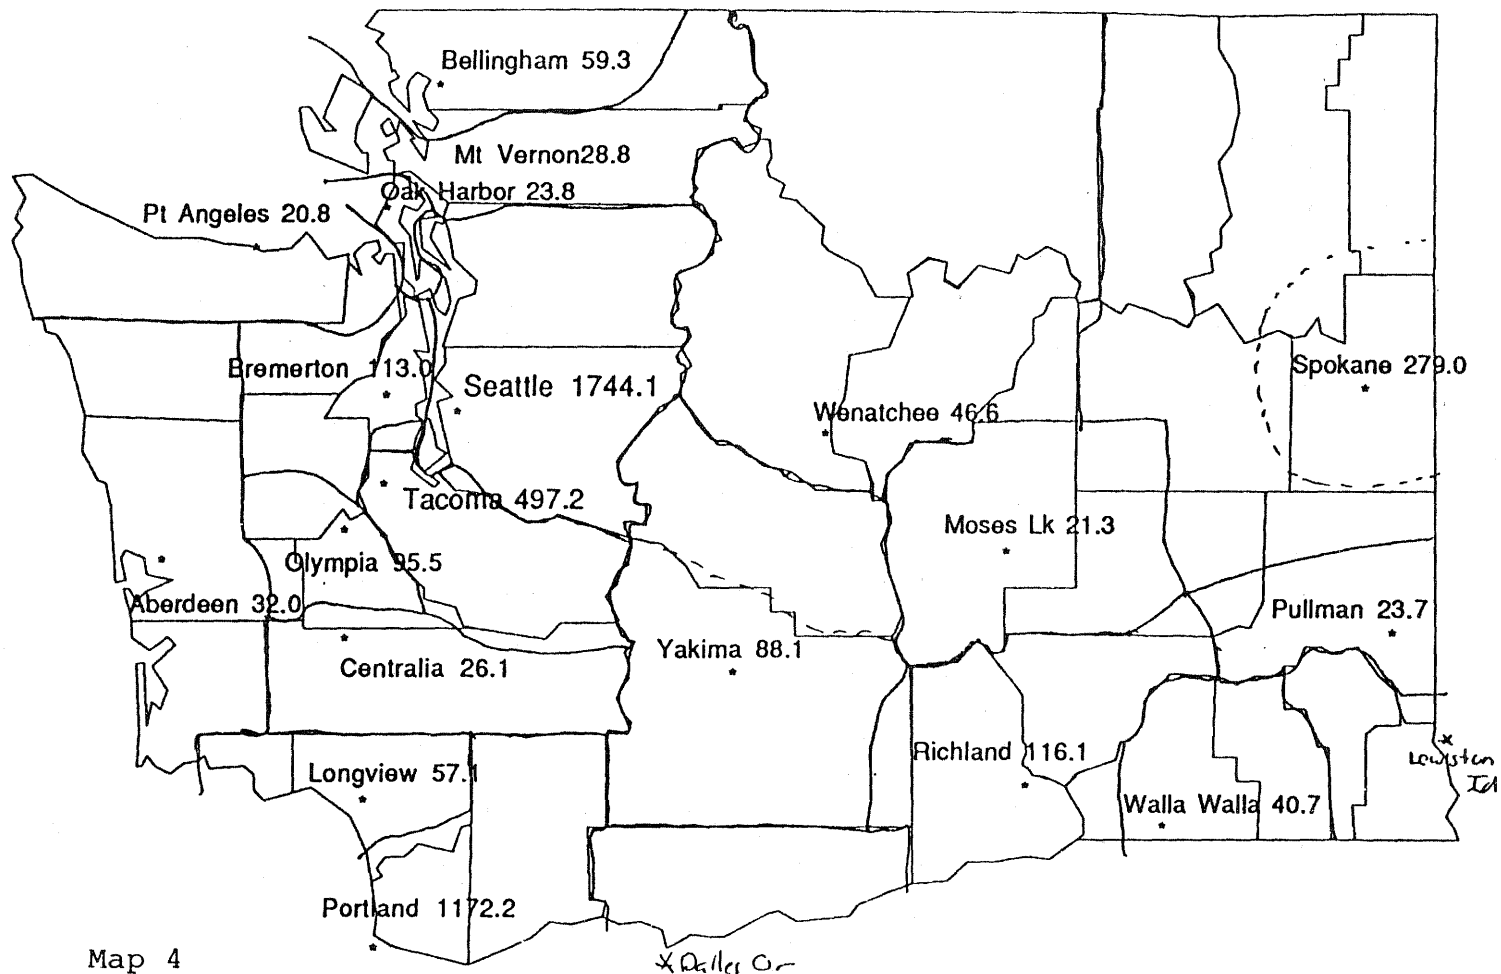 Bellingham 59.3
Mt Vernon28.8
Oak Harbor 23.8
Pt Angeles 20.8
Bremerton 113.0
Seattle 1744.1
Spokane 279.0
Wenatchee 46.6
Tacoma 497.2
Moses Lk 21.3
Olympia 95.5
Aberdeen 32.0
Pullman 23.7
Yakima 88.1
Centralia 26.1
Richland 116.1
Lewiston
Id
Longview 57.1
Walla Walla 40.7
Portland 1172.2
Map 4
*Dalles Or